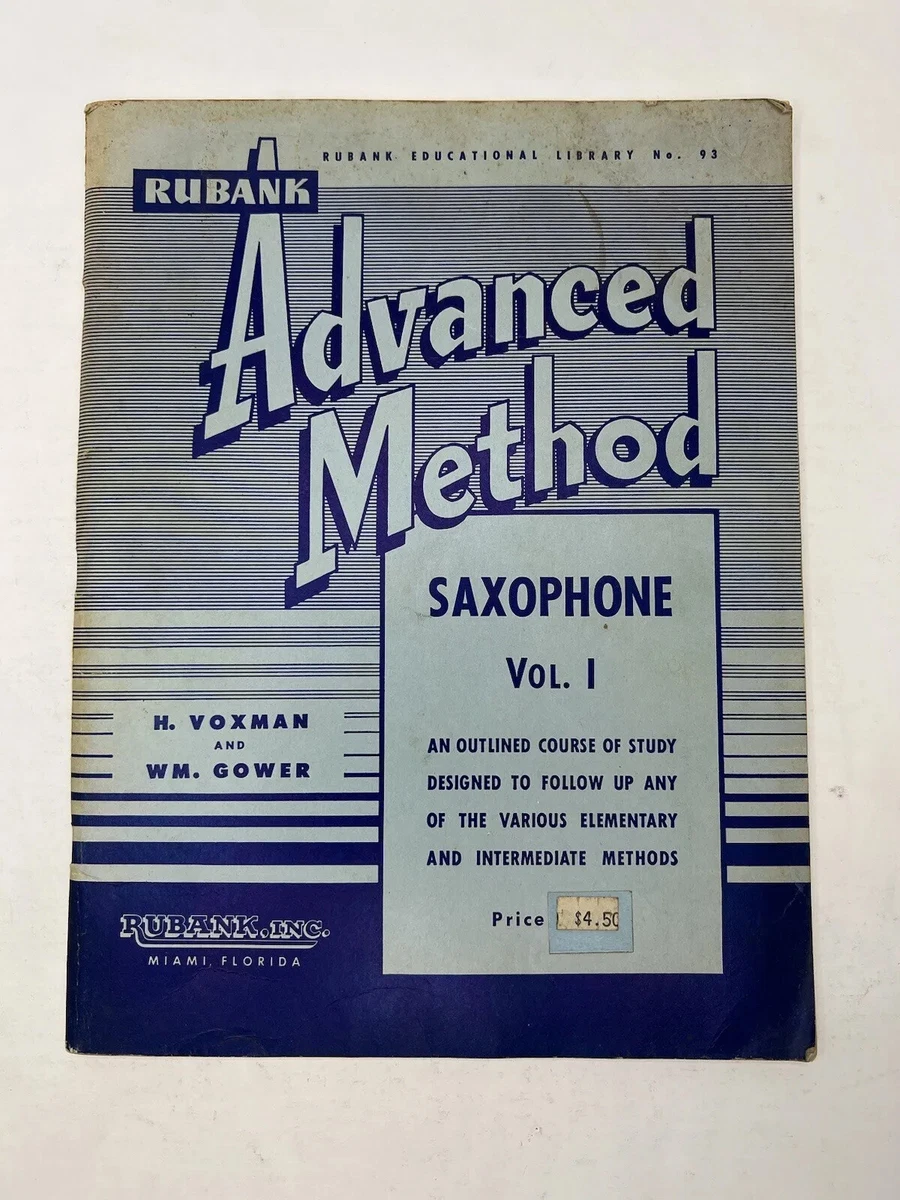 RUBANK EDUCATIONAL LIBRARY No. 93
RUBANK
Advanced
Method
SAXOPHONE
VOL. I
H. VOXMAN
AND
WM. GOWER
AN OUTLINED COURSE OF STUDY
DESIGNED TO FOLLOW UP ANY
OF THE VARIOUS ELEMENTARY
AND INTERMEDIATE METHODS
Price $4.50
RUBANK, INC.
MIAMI, FLORIDA